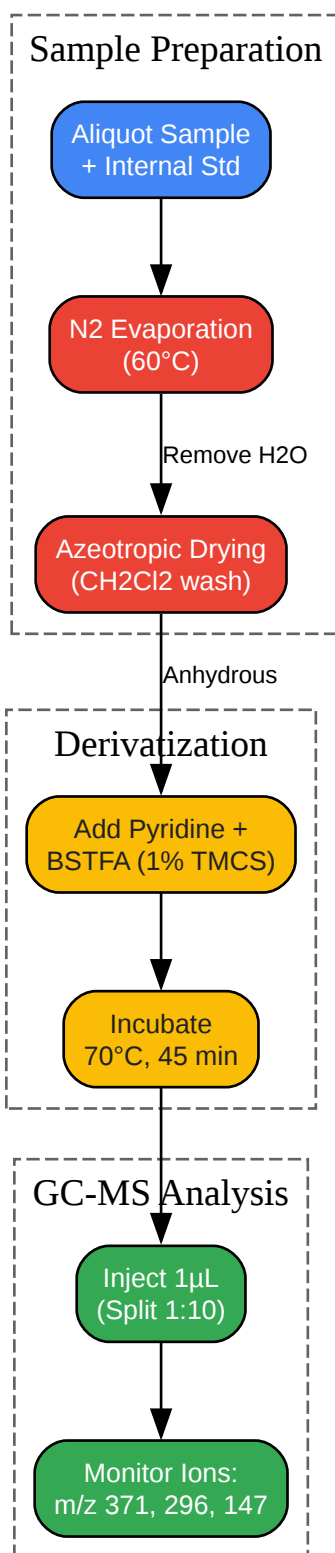 Sample Preparation
Aliquot Sample
+ Internal Std
N2 Evaporation
(60°C)
Remove H2O
Azeotropic Drying
(CH2Cl2 wash)
Anhydrous
Derivatization
Add Pyridine +
BSTFA (1% TMCS)
Incubate
70°C, 45 min
GC-MS Analysis
Inject 1µL
(Split 1:10)
Monitor Ions:
m/z 371, 296, 147